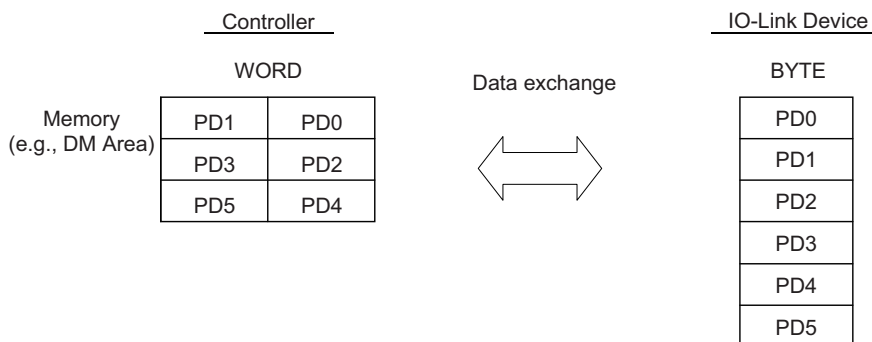 Controller
IO-Link Device
WORD
BYTE
Data exchange
Memory
(e.g., DM Area)
PD1 PD0
PD3 PD2
PD5 PD4
PD0
PD1
PD2
PD3
PD4
PD5